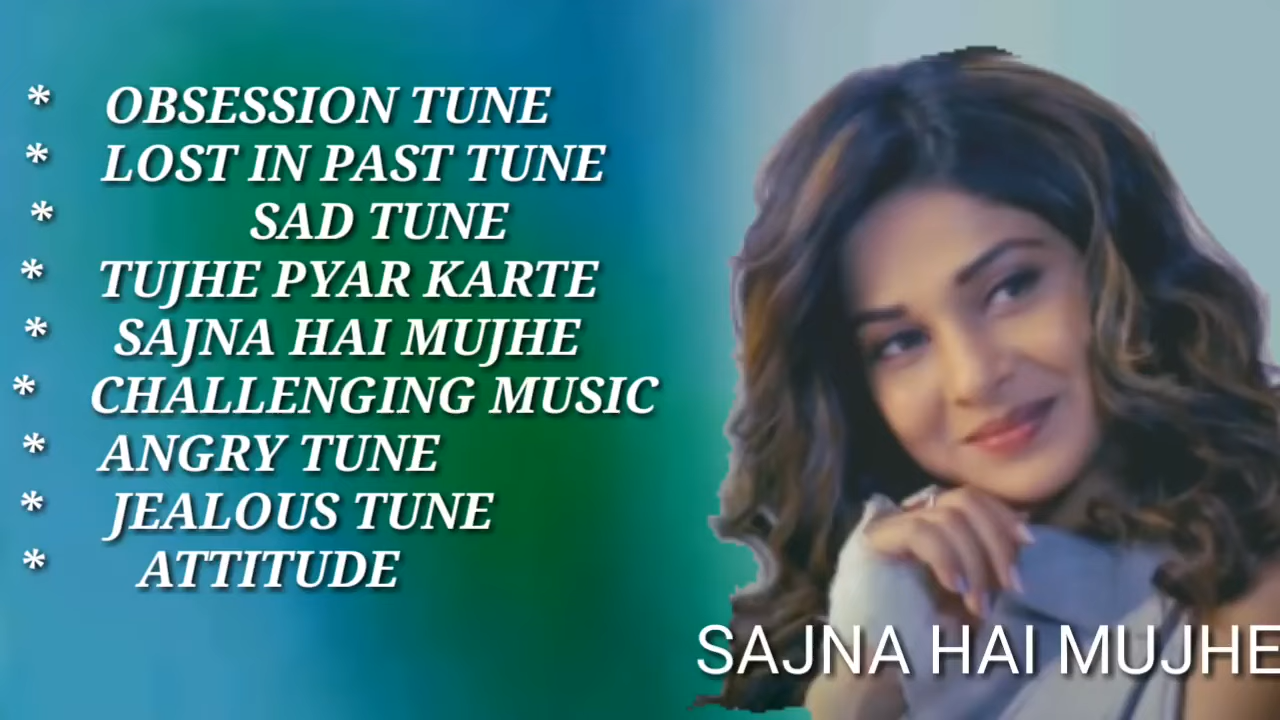 * OBSESSION TUNE
* LOST IN PAST TUNE
* SAD TUNE
* TUJHE PYAR KARTE
* SAJNA HAI MUJHE
* CHALLENGING MUSIC
* ANGRY TUNE
* JEALOUS TUNE
* ATTITUDE
SAJNA HAI MUJHE